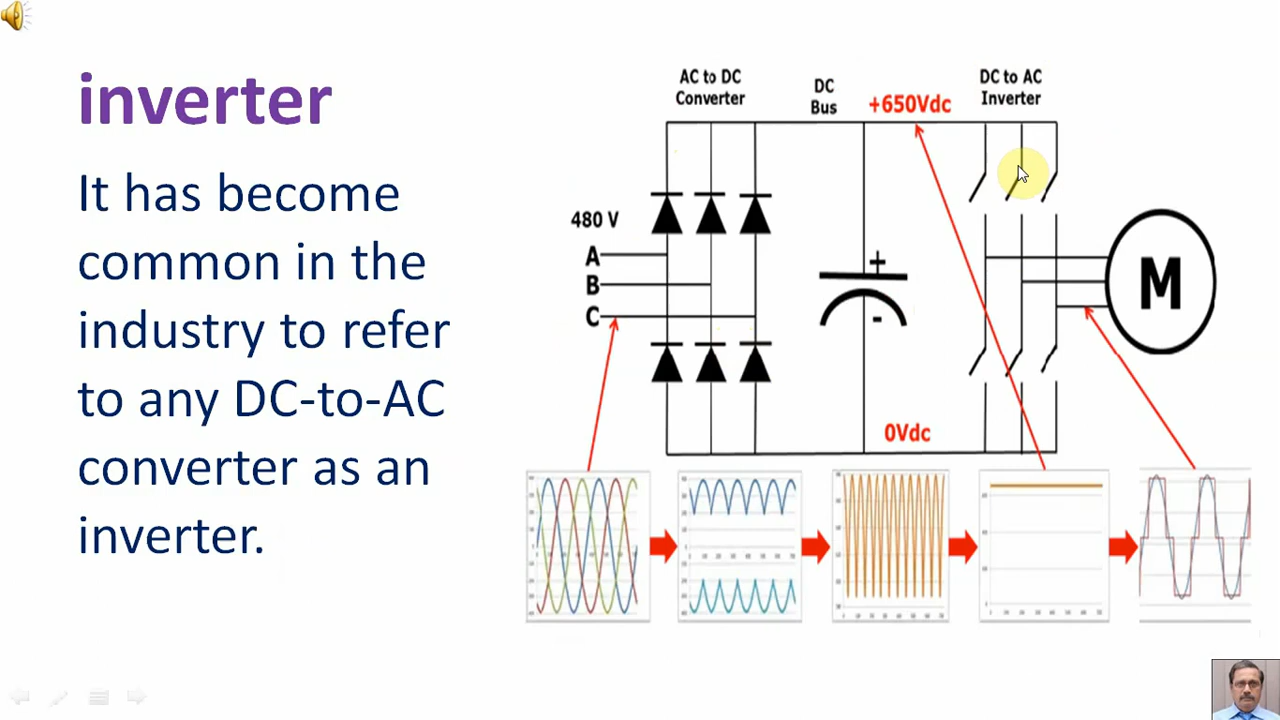 inverter
It has become
common in the
industry to refer
to any DC-to-AC
converter as an
inverter.
AC to DC
Converter
DC
Bus
+650Vdc
DC to AC
Inverter
480 V
A
B
C
+
-
M
0Vdc